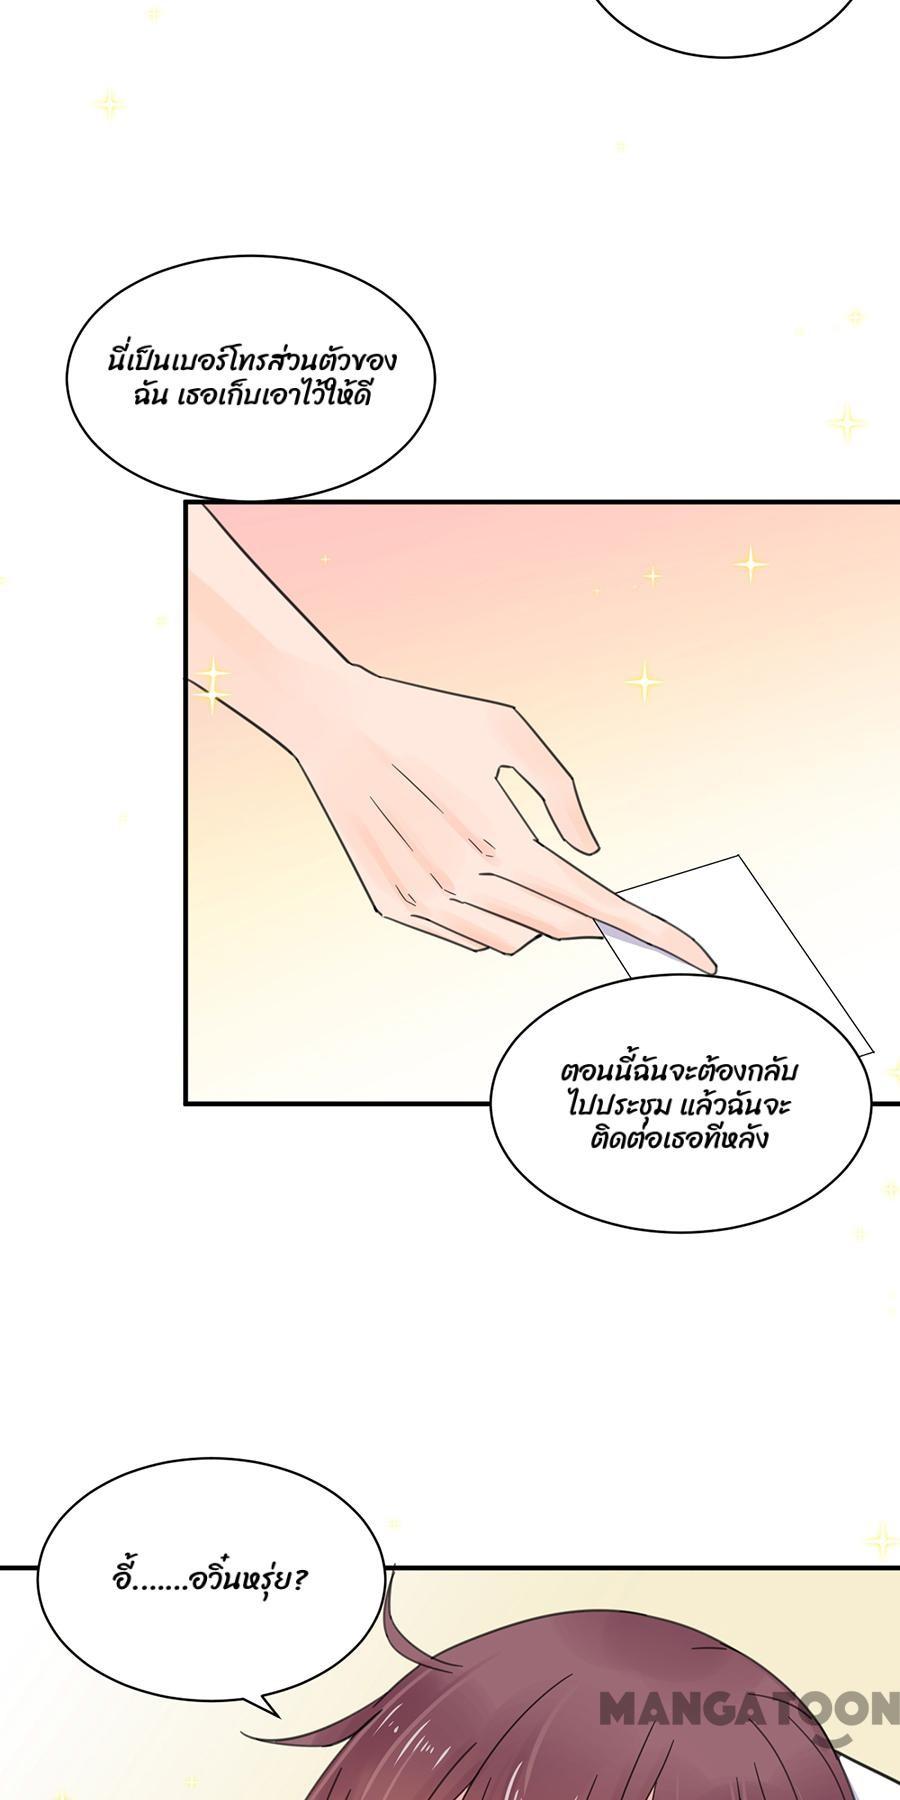 นี่เป็นเบอร์โทรส่วนตัวของ
ฉัน เธอเก็บเอาไว้ให้ดี
ตอนนี้ฉันจะต้องกลับ
ไปประชุม แล้วฉันจะ
ติดต่อเธอทีหลัง
อี้.......อวิ๋นหรุ่ย?
MANGATOON